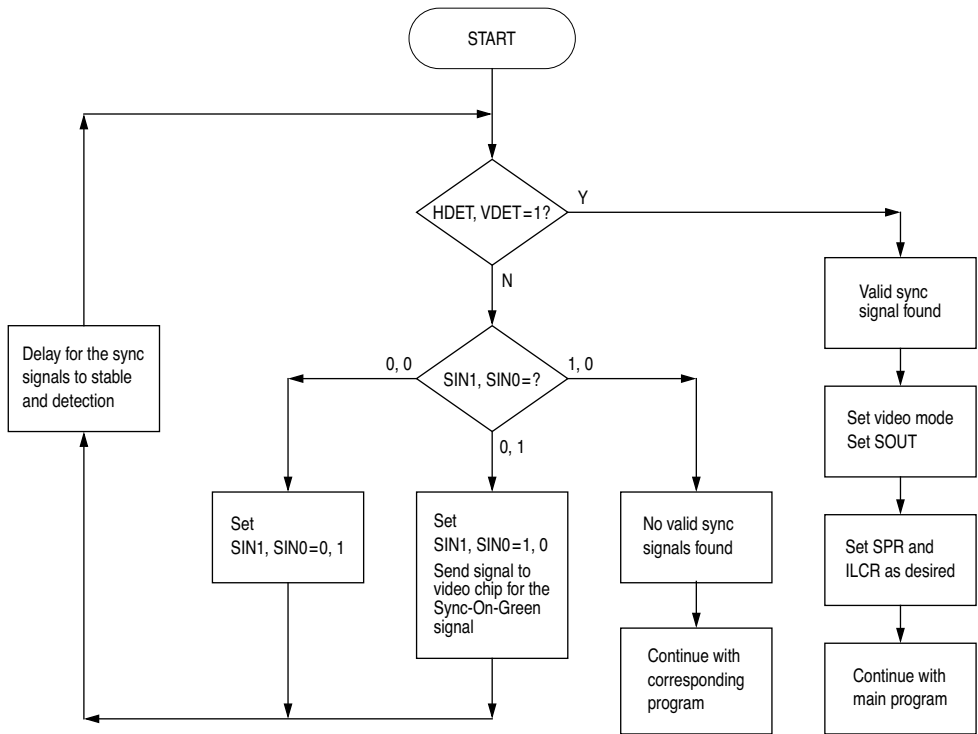 START
HDET, VDET=1?
Y
N
Valid sync
signal found
Delay for the sync
signals to stable
and detection
0, 0
SIN1, SIN0=?
1, 0
0, 1
Set video mode
Set SOUT
Set
SIN1, SIN0=0, 1
Set
SIN1, SIN0=1, 0
Send signal to
video chip for the
Sync-On-Green
signal
No valid sync
signals found
Set SPR and
ILCR as desired
Continue with
corresponding
program
Continue with
main program